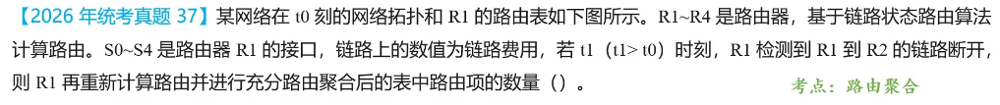 【2026 年统考真题 37】某网络在 t0 刻的网络拓扑和 R1 的路由表如下图所示。R1~R4 是路由器，基于链路状态路由算法
计算路由。S0~S4 是路由器 R1 的接口，链路上的数值为链路费用，若 t1（t1> t0）时刻，R1 检测到 R1 到 R2 的链路断开，
则 R1 再重新计算路由并进行充分路由聚合后的表中路由项的数量（）。
考点：路由聚合